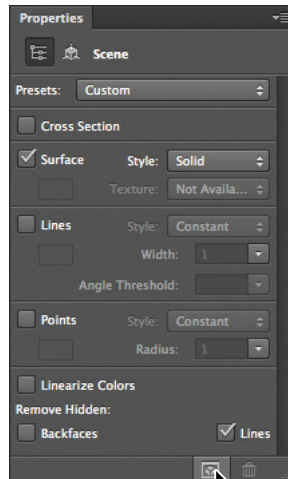 Properties
Scene
Presets: Custom
Cross Section
Surface Style: Solid
Texture: Not Availa...
Lines Style: Constant
Width: 1
Angle Threshold:
Points Style: Constant
Radius: 1
Linearize Colors
Remove Hidden:
Backfaces Lines